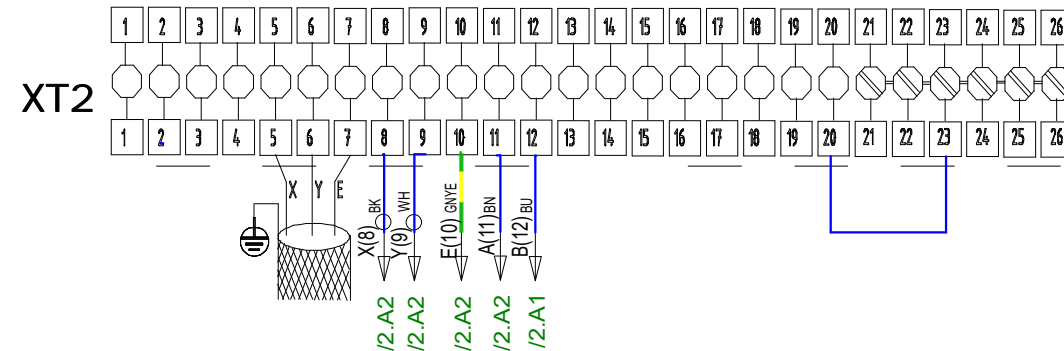 1 2 3 4 5 6 7 8 9 10 11 12 13 14 15 16 17 18 19 20 21 22 23 24 25 26
XT2
1 2 3 4 5 6 7 8 9 10 11 12 13 14 15 16 17 18 19 20 21 22 23 24 25 26
X Y E
X(8) BK
Y(9) WH
E(10) GNYE
A(11) BN
B(12) BU
/2.A2
/2.A2
/2.A2
/2.A2
/2.A1